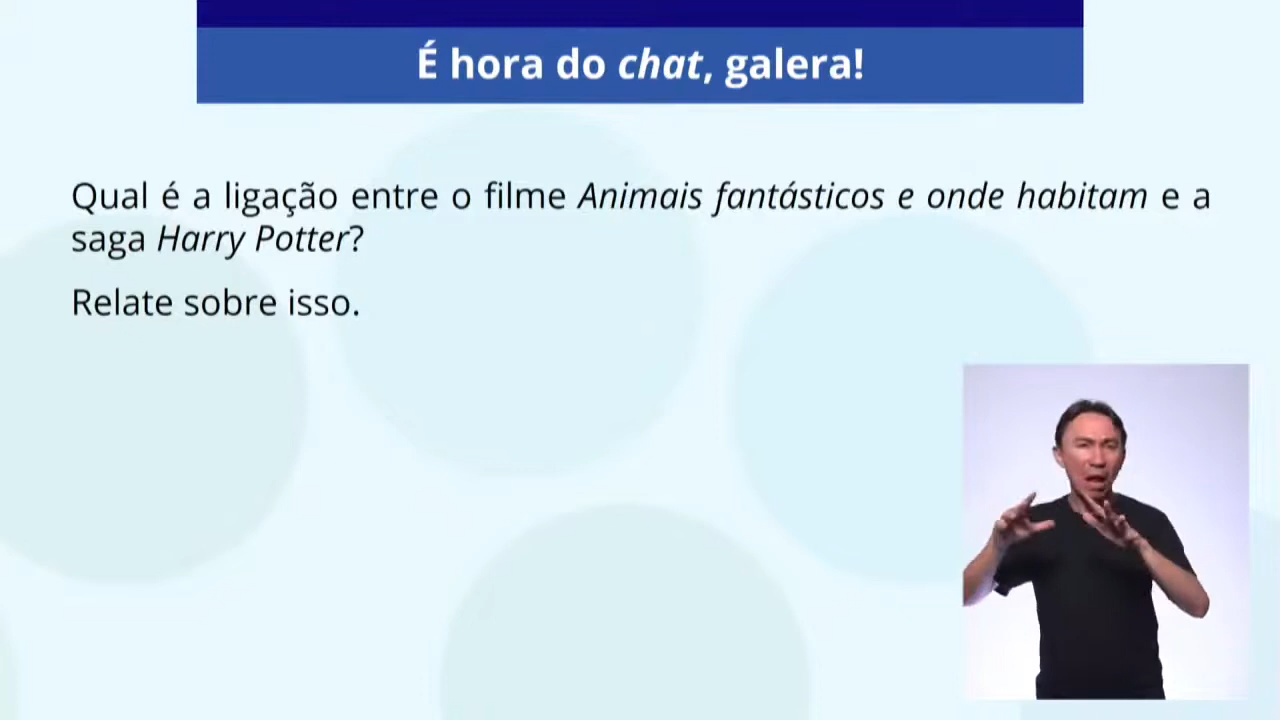 É hora do chat, galera!
Qual é a ligação entre o filme Animais fantásticos e onde habitam e a
saga Harry Potter?
Relate sobre isso.